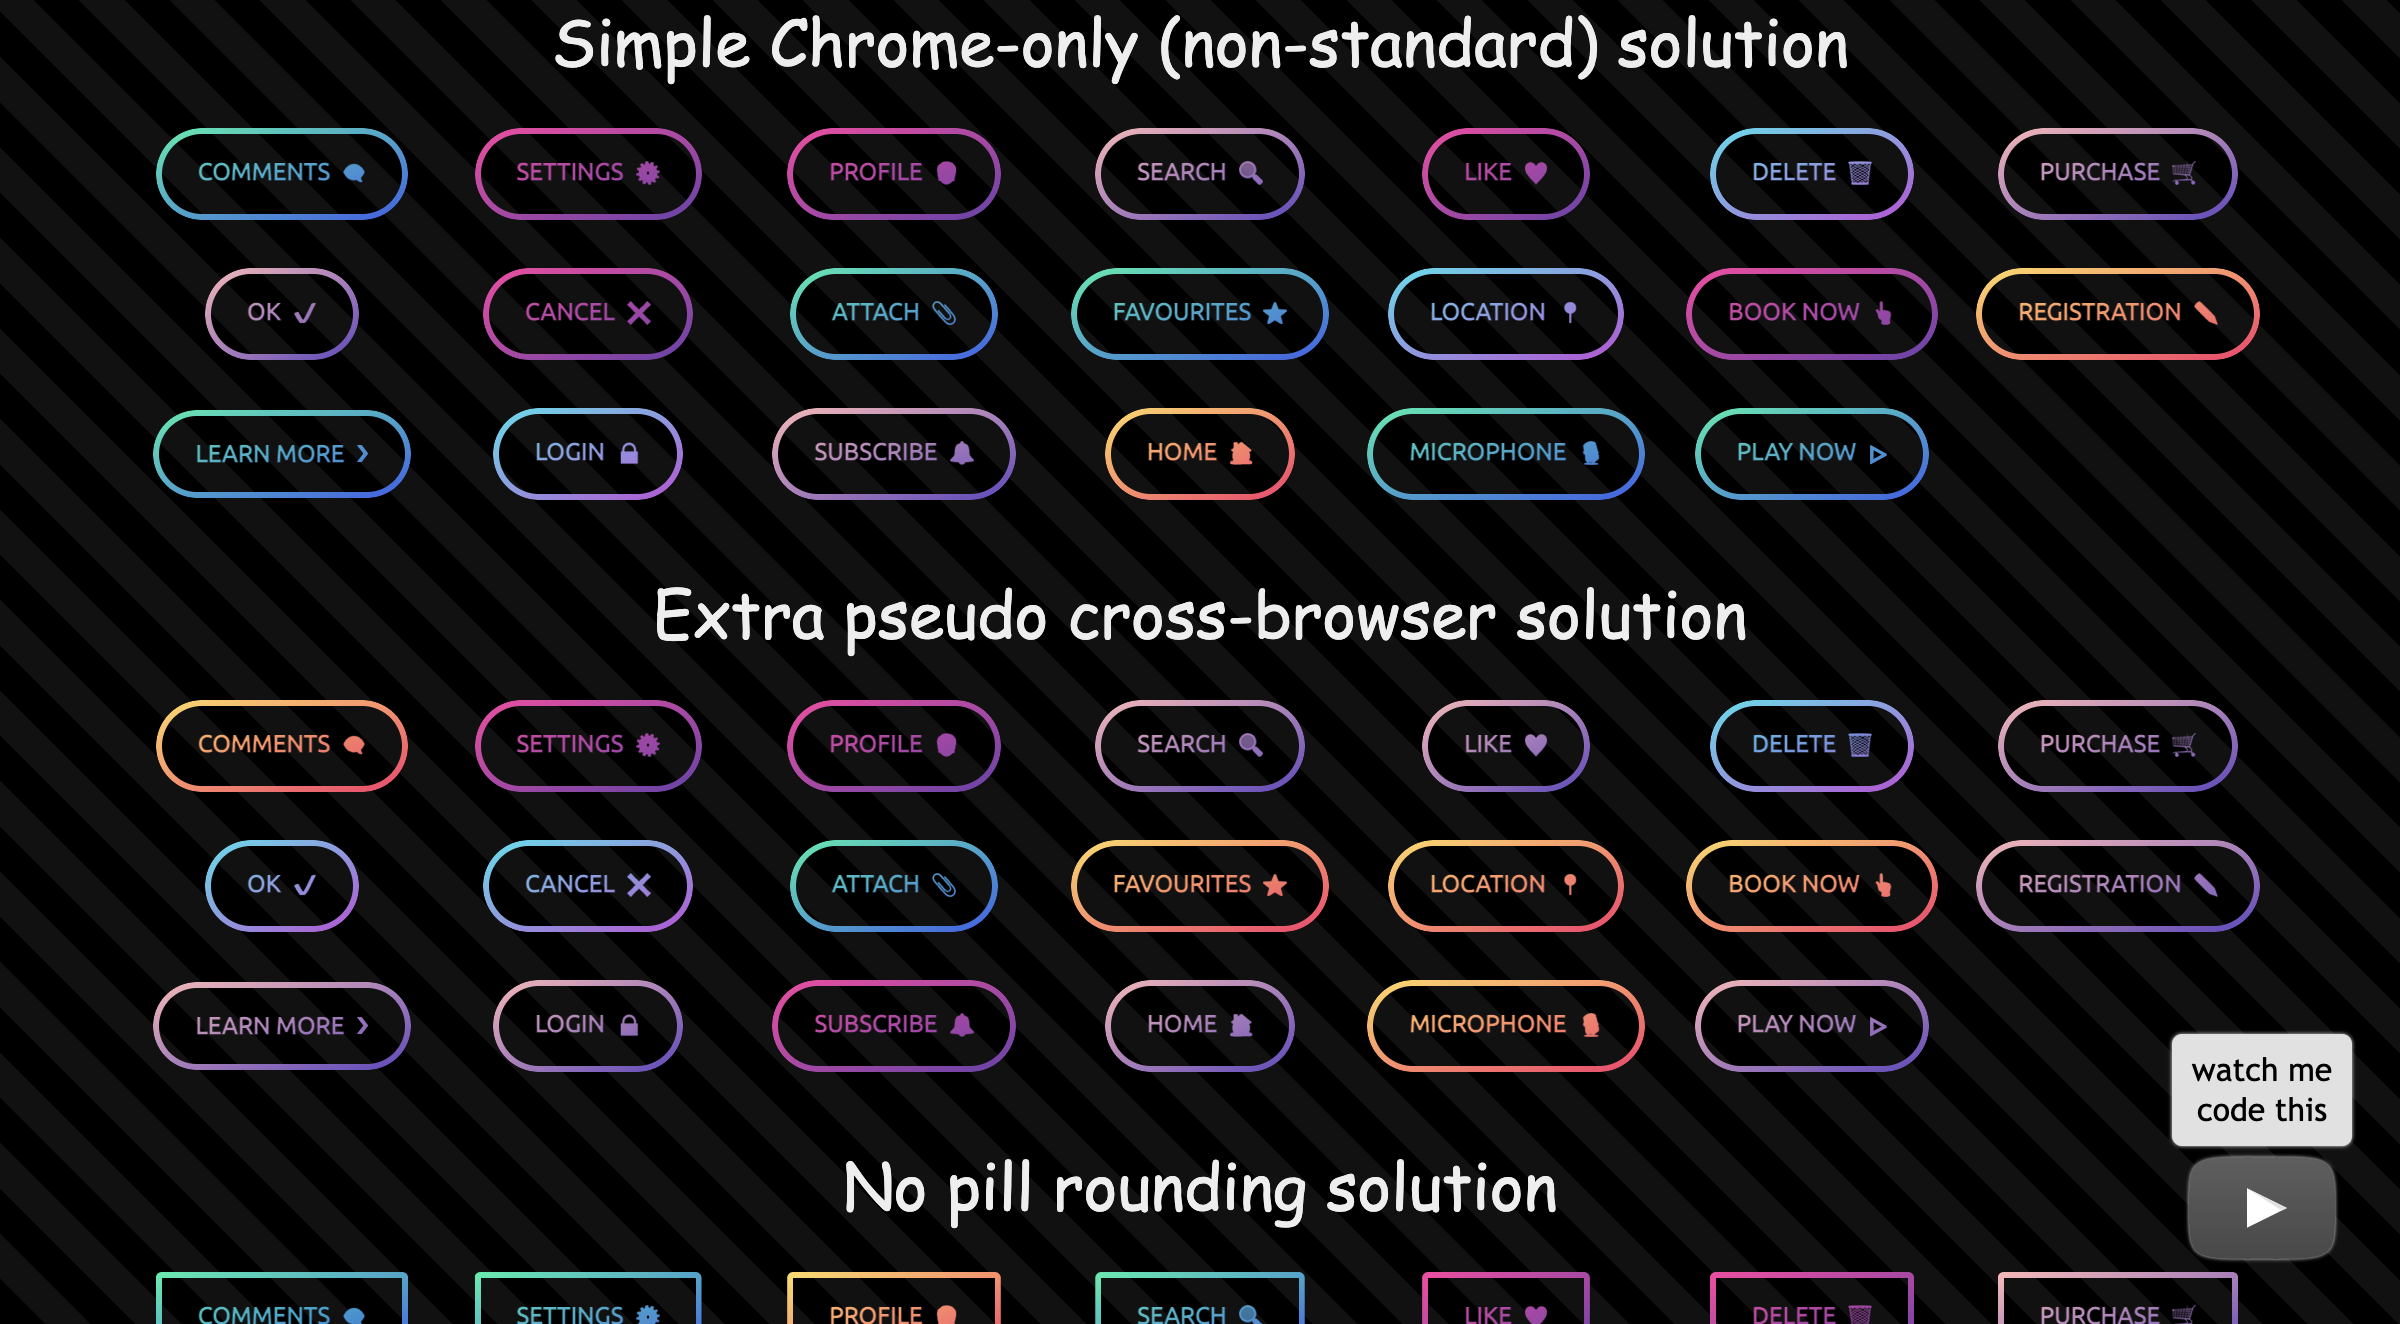 Simple Chrome-only (non-standard) solution
COMMENTS SETTINGS PROFILE SEARCH LIKE DELETE PURCHASE
OK CANCEL ATTACH FAVOURITES LOCATION BOOK NOW REGISTRATION
LEARN MORE LOGIN SUBSCRIBE HOME MICROPHONE PLAY NOW
Extra pseudo cross-browser solution
COMMENTS SETTINGS PROFILE SEARCH LIKE DELETE PURCHASE
OK CANCEL ATTACH FAVOURITES LOCATION BOOK NOW REGISTRATION
LEARN MORE LOGIN SUBSCRIBE HOME MICROPHONE PLAY NOW
watch me
code this
No pill rounding solution
COMMENTS SETTINGS PROFILE SEARCH LIKE DELETE PURCHASE